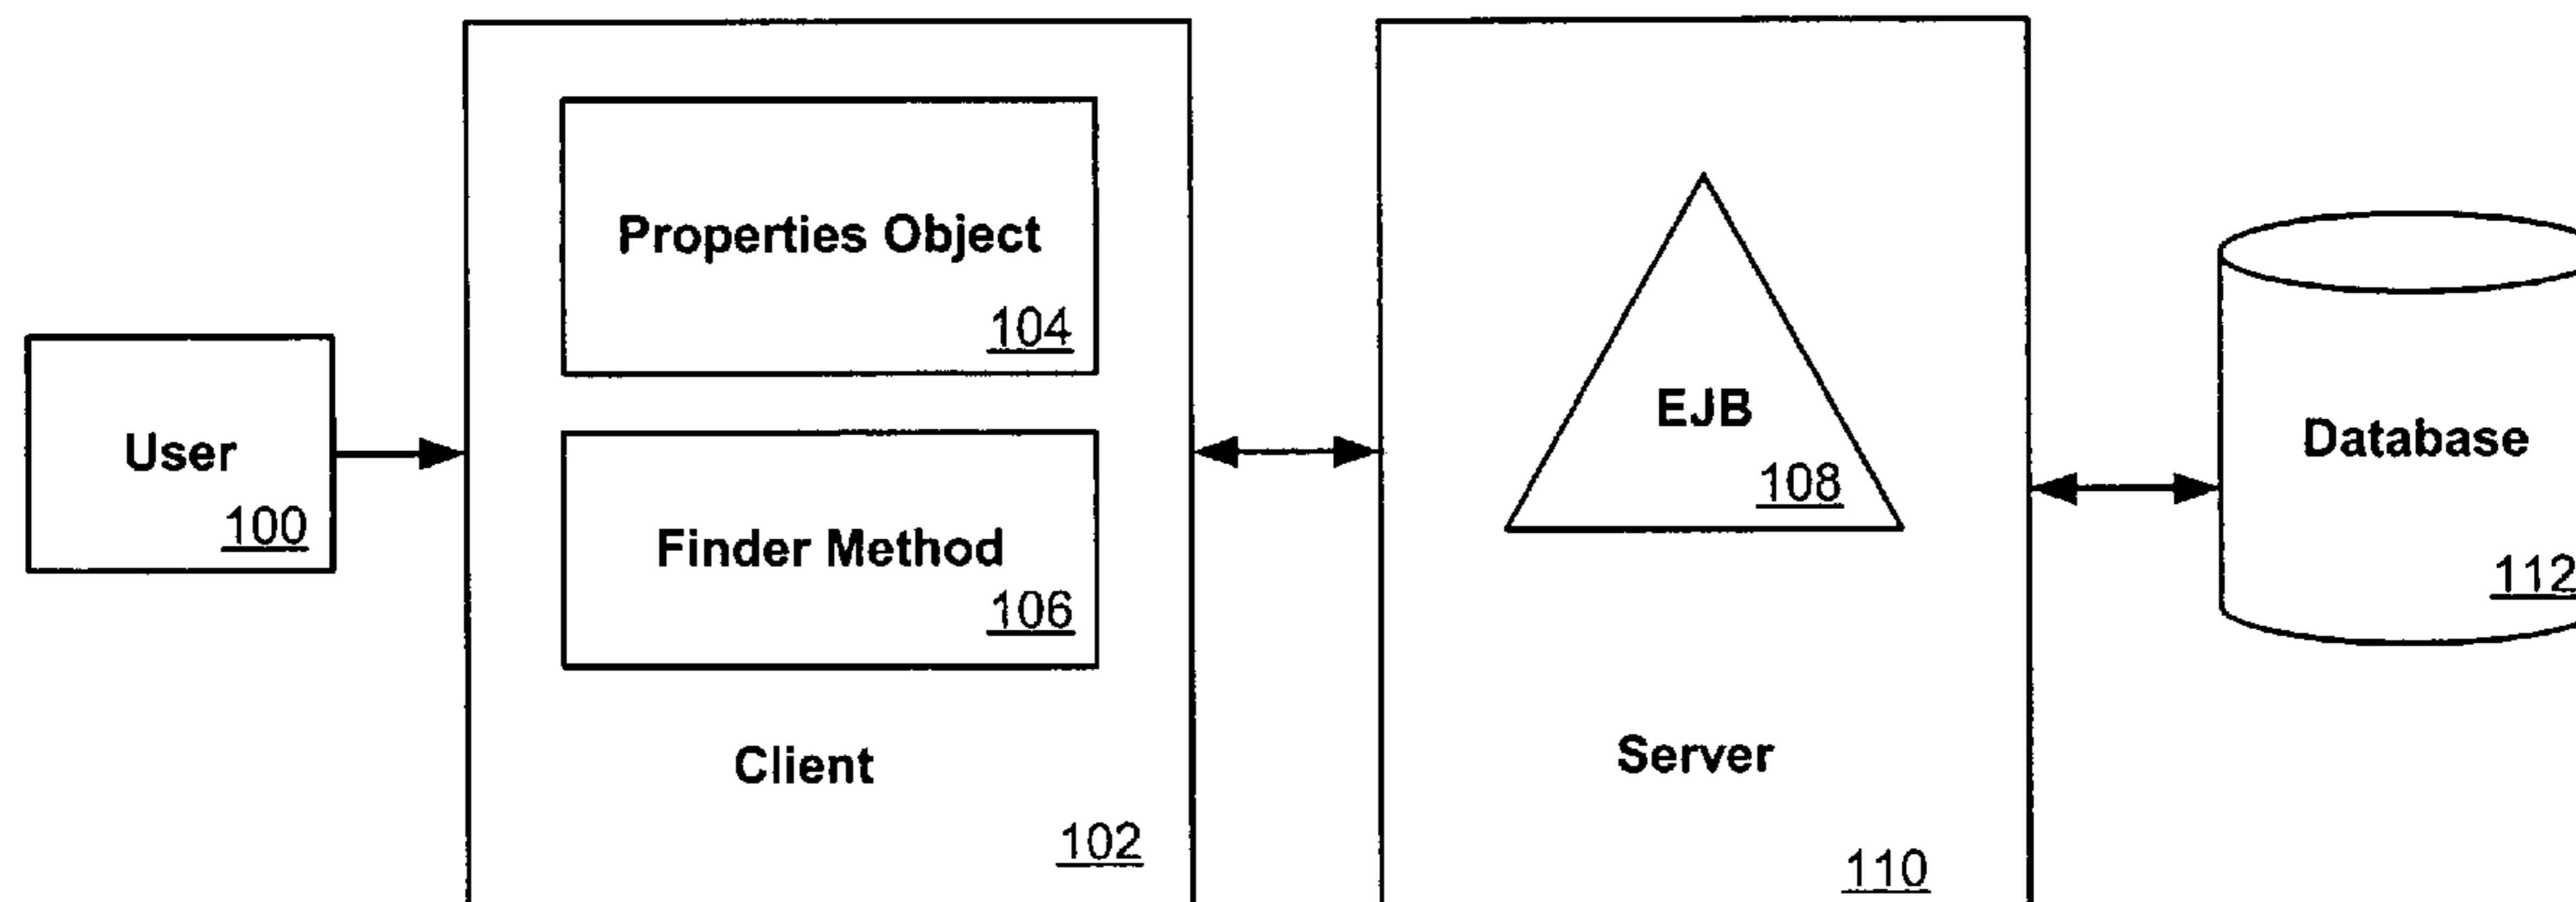 User
100
Properties Object
104
Finder Method
106
Client
102
EJB
108
Server
110
Database
112